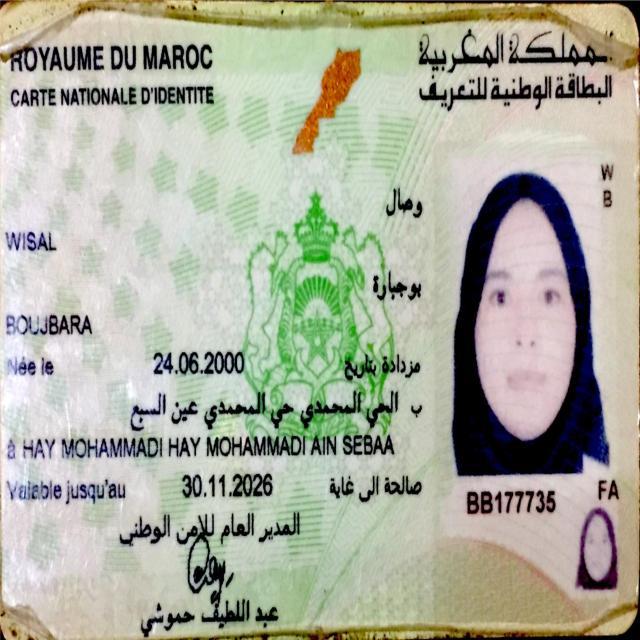 ROYAUME DU MAROC
المملكة المغربية
CARTE NATIONALE D'IDENTITE
البطاقة الوطنية للتعريف
W
B
وصال
WISAL
بوجبارة
BOUJBARA
Née le 24.06.2000 مزدادة بتاريخ
ب الحي المحمدي حي المحمدي عين السبع
à HAY MOHAMMADI HAY MOHAMMADI AIN SEBAA
Valable jusqu'au 30.11.2026 صالحة الى غاية
BB177735
FA
المدير العام للأمن الوطني
عبد اللطيف حموشي